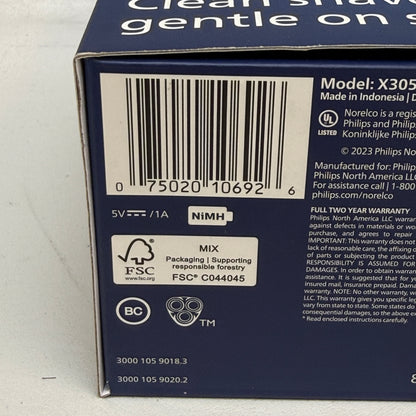 Clean shave
gentle on s
Model: X305
Made in Indonesia | D
Norelco is a regis
Philips and Philip
Koninklijke Philips
UL
LISTED
© 2023 Philips No
Manufactured for: Philip
Philips North America LLC
For assistance call | 1-800
philips.com/norelco
0 75020 10692 6
5V⎓/1A
NiMH
MIX
Packaging | Supporting
responsible forestry
FSC® C044045
FSC
www.fsc.org
BC
TM
3000 105 9018.3
3000 105 9020.2
FULL TWO YEAR WARRANTY
Philips North America LLC warrant
against defects in materials or wor
purchase, and agrees to repair
IMPORTANT: This warranty does not
lack of reasonable care, the affixing o
of parts or subjecting the product
RESPONSIBILITY IS ASSUMED FOR
DAMAGES. In order to obtain warr
assistance. It is suggested that for y
insured mail, insurance prepaid. Dama
warranty. NOTE: No other warranty, w
LLC. This warranty gives you specific leg
vary from state to state. Some states do
consequential damages, so the above ex
* Read enclosed instructions carefully.